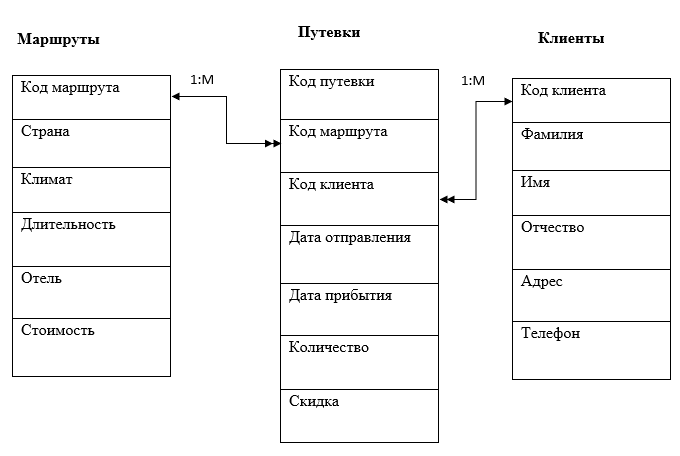 Маршруты
Код маршрута
Страна
Климат
Длительность
Отель
Стоимость
1:М
Путевки
Код путевки
Код маршрута
Код клиента
Дата отправления
Дата прибытия
Количество
Скидка
1:М
Клиенты
Код клиента
Фамилия
Имя
Отчество
Адрес
Телефон